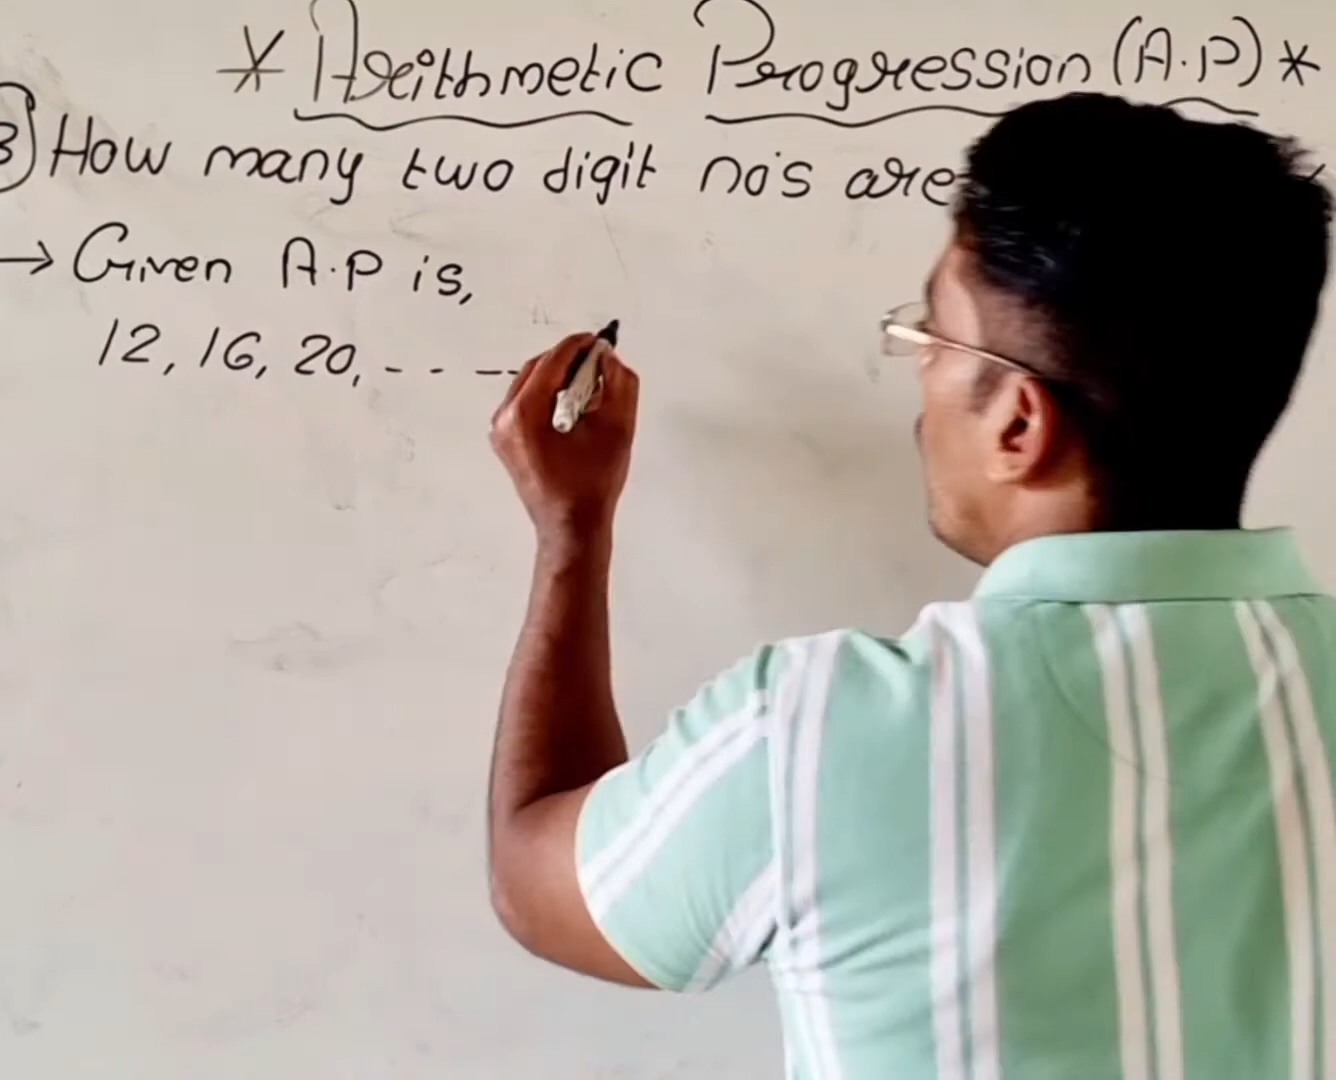 * Arithmetic Progression (A.P) *
3) How many two digit no's are
→ Given A.P is,
12, 16, 20, - - -